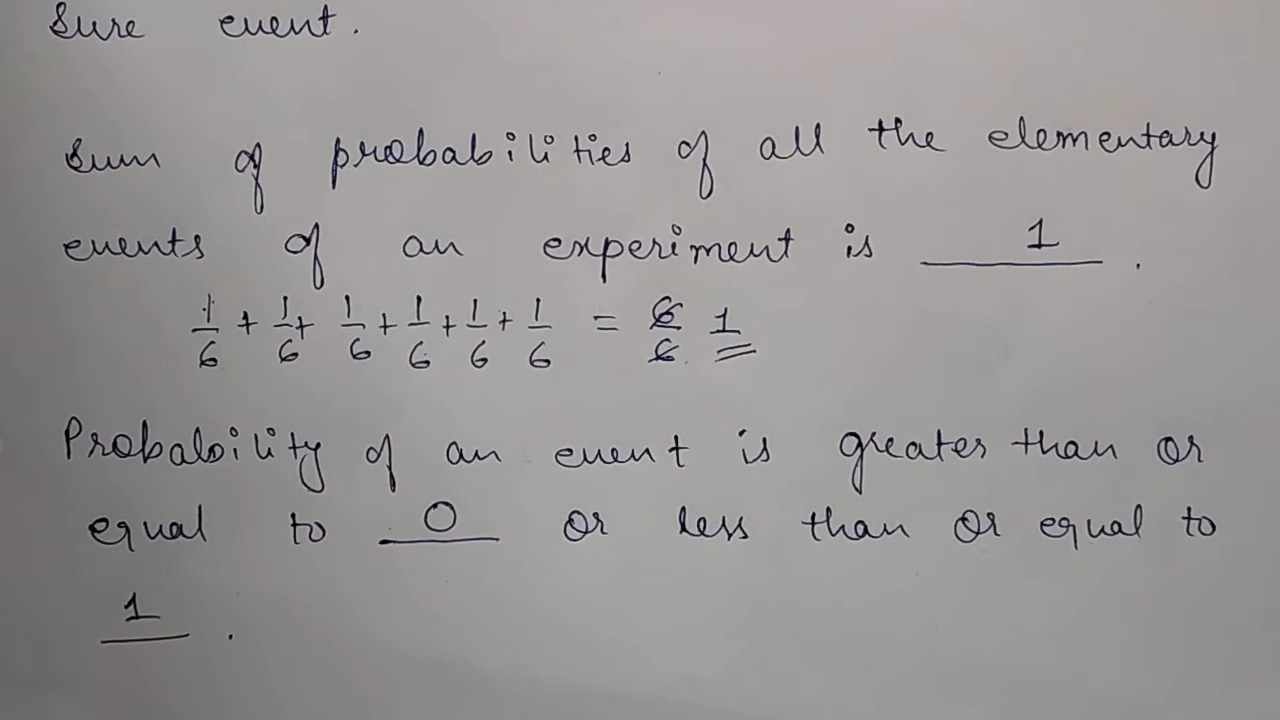 Sure event.
Sum of probabilities of all the elementary
events of an experiment is 1.
1/6 + 1/6 + 1/6 + 1/6 + 1/6 + 1/6 = 6/6 1
Probability of an event is greater than or
equal to 0 or less than or equal to
1.